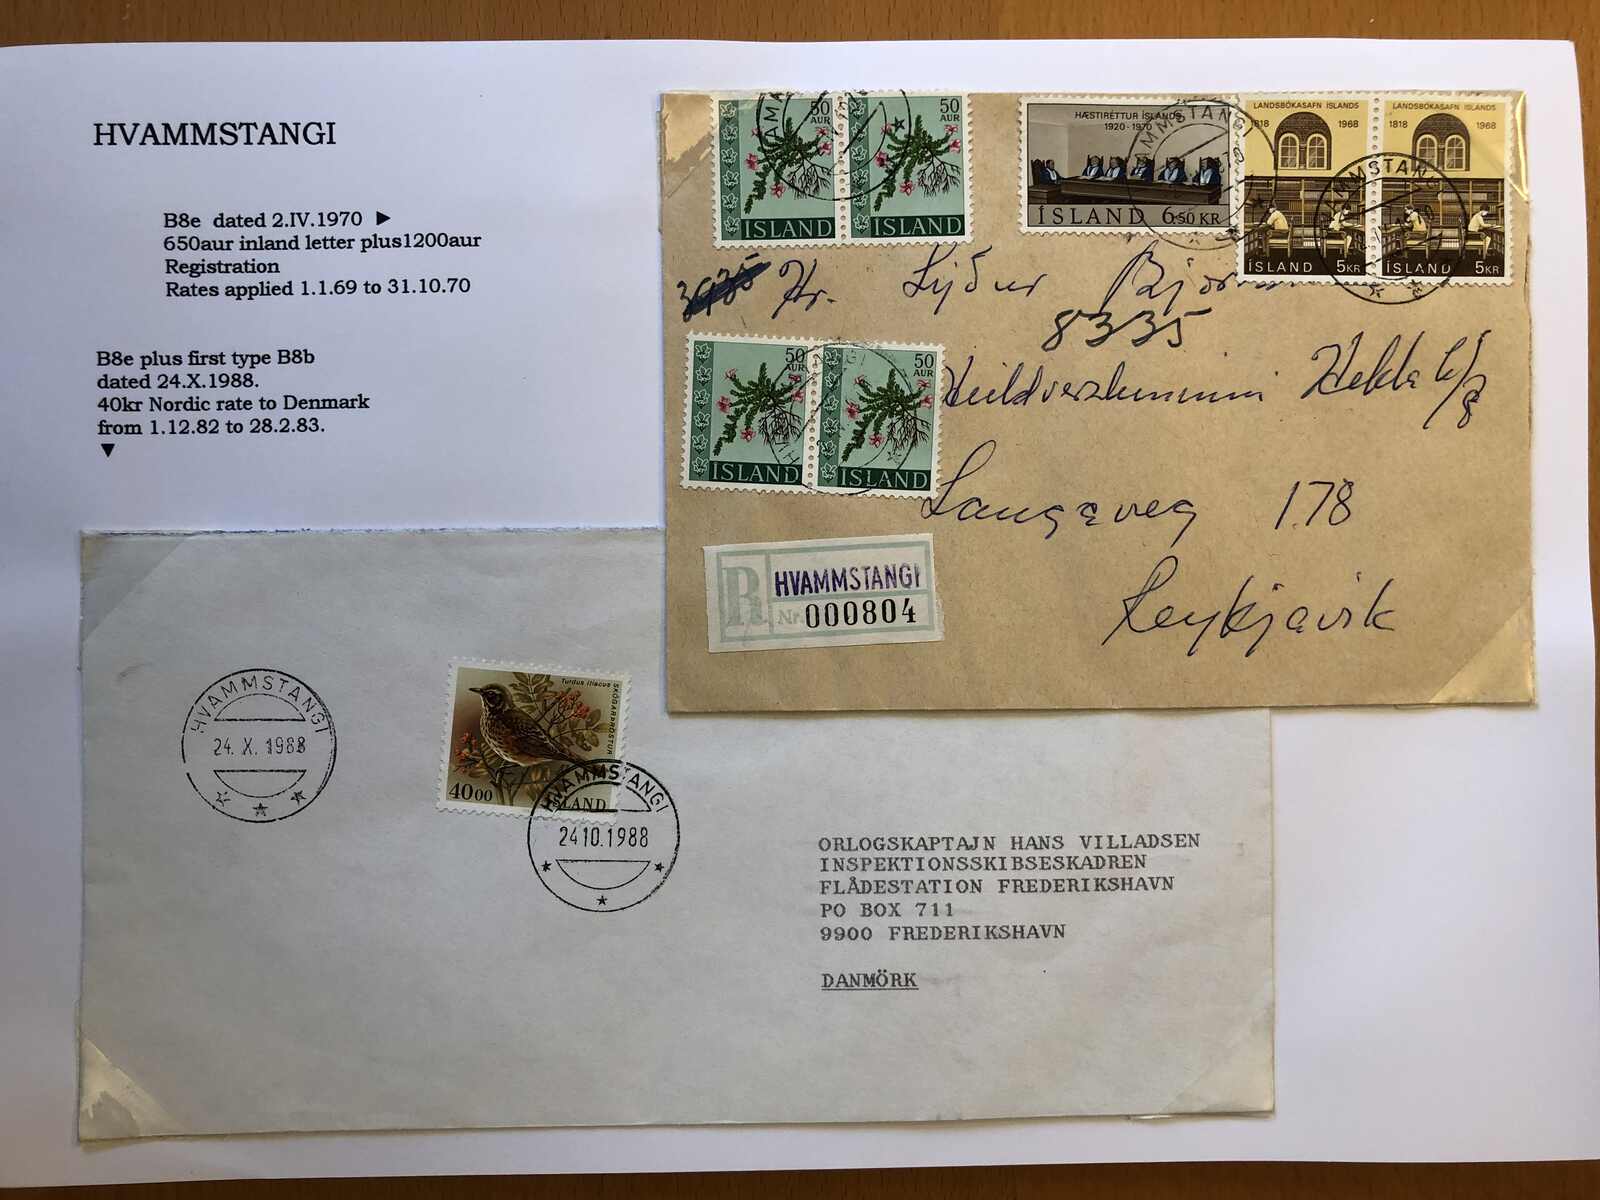 HVAMMSTANGI
B8e dated 2.IV.1970 ▶
650aur inland letter plus1200aur
Registration
Rates applied 1.1.69 to 31.10.70
B8e plus first type B8b
dated 24.X.1988.
40kr Nordic rate to Denmark
from 1.12.82 to 28.2.83.
▼
50 AUR
ÍSLAND
50 AUR
ÍSLAND
HÆSTIRÉTTUR ÍSLANDS
1920-1970
ÍSLAND 6.50 KR
LANDSBÓKASAFN ÍSLANDS
1818 1968
ÍSLAND 5KR
LANDSBÓKASAFN ÍSLANDS
1818 1968
ÍSLAND 5KR
Hr.
8335
50 AUR
ÍSLAND
50 AUR
ÍSLAND
Hekla h/f
Laugaveg 178
Reykjavik
R HVAMMSTANGI
Nr. 000804
HVAMMSTANGI
24. X. 1988
Turdus iliacus
SKÓGARÞRÖSTUR
4000 ÍSLAND
HVAMMSTANGI
24 10.1988
ORLOGSKAPTAJN HANS VILLADSEN
INSPEKTIONSSKIBSESKADREN
FLÅDESTATION FREDERIKSHAVN
PO BOX 711
9900 FREDERIKSHAVN
DANMÖRK